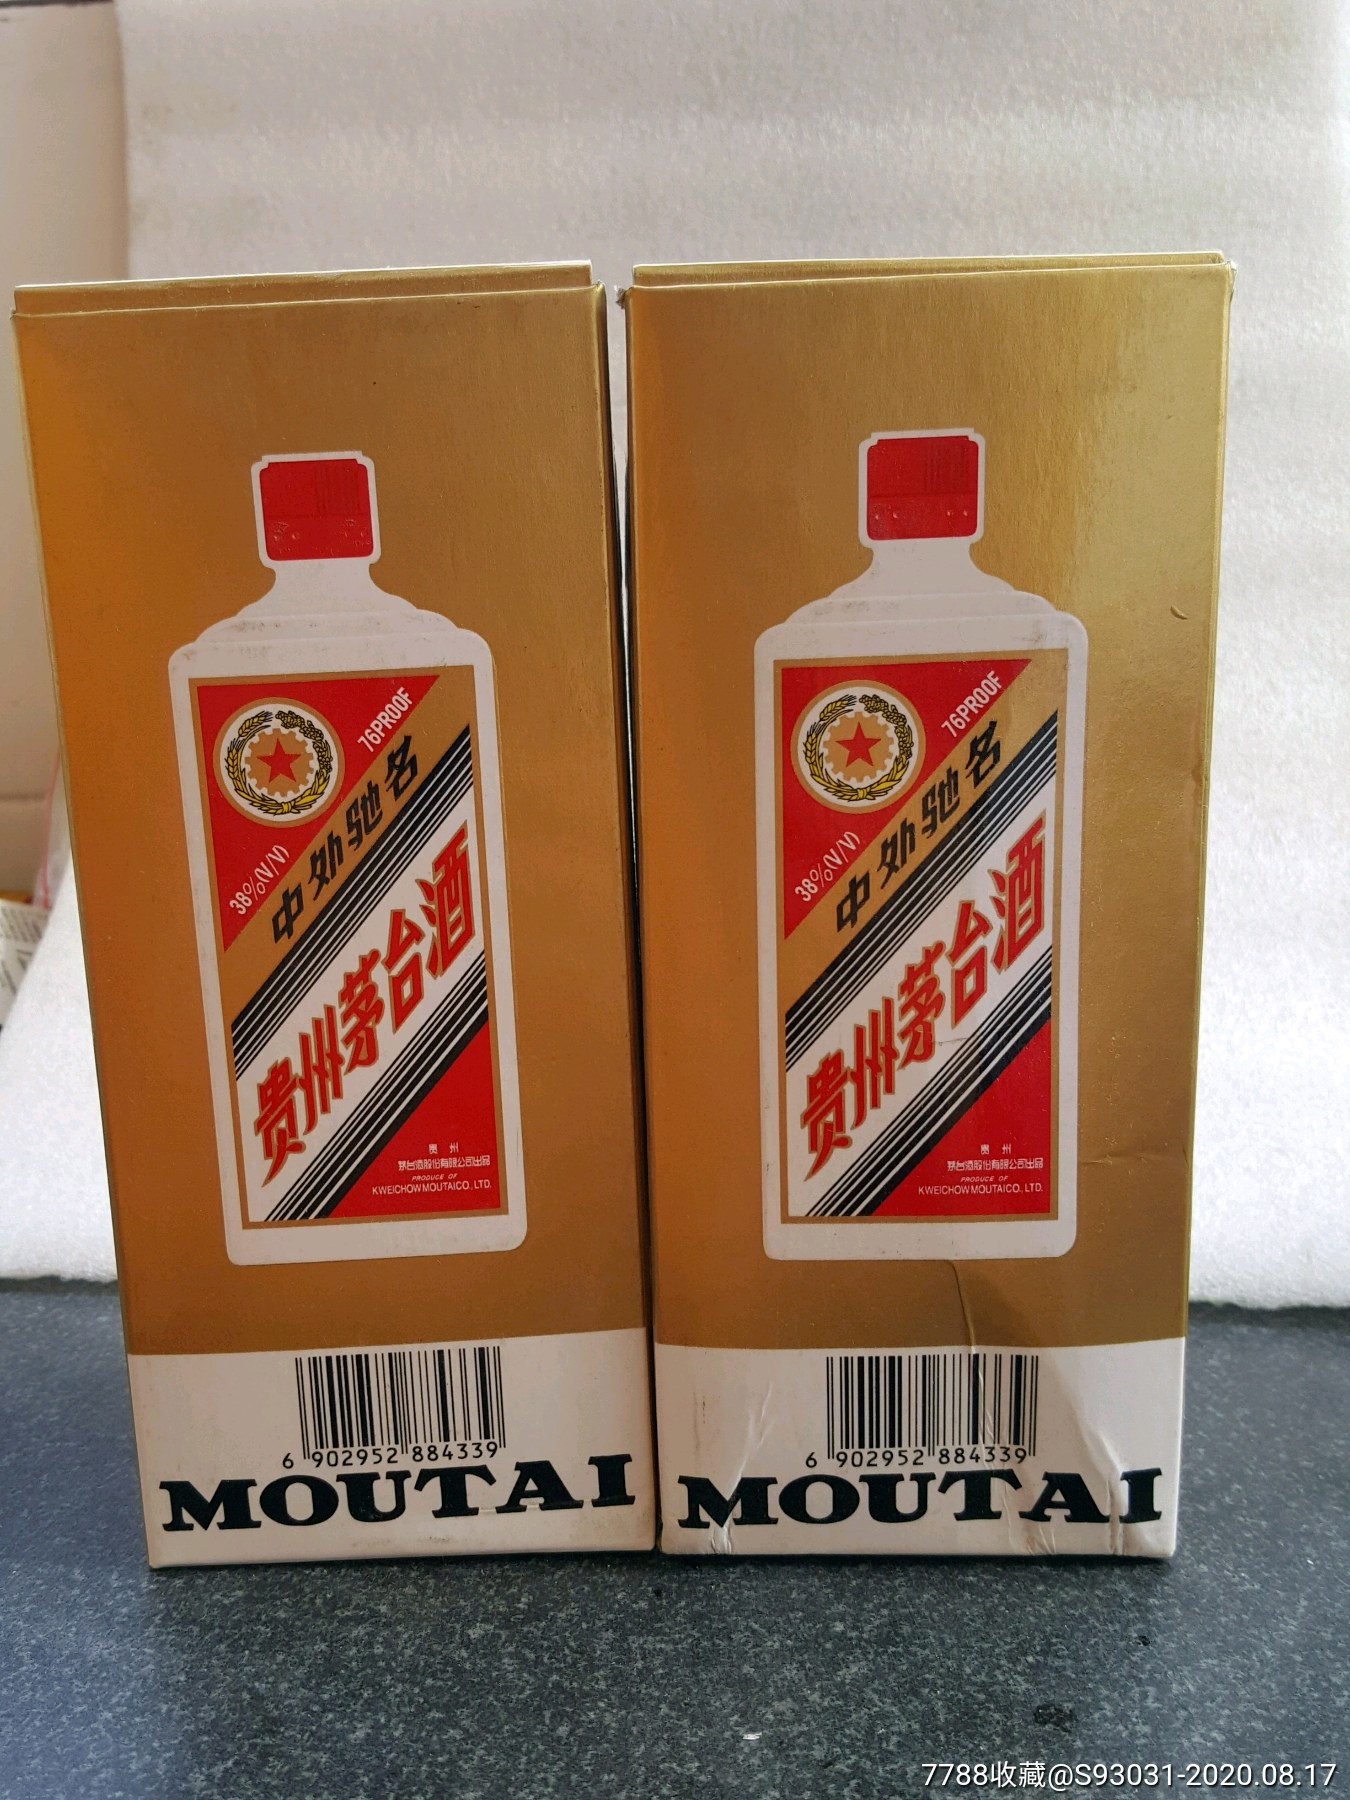 76PROOF
38%(V/V)
中外驰名
贵州茅台酒
贵州
茅台酒股份有限公司出品
PRODUCE OF
KWEICHOW MOUTAI CO., LTD.
6 902952 884339
MOUTAI
76PROOF
38%(V/V)
中外驰名
贵州茅台酒
贵州
茅台酒股份有限公司出品
PRODUCE OF
KWEICHOW MOUTAI CO., LTD.
6 902952 884339
MOUTAI
7788收藏@S93031-2020.08.17